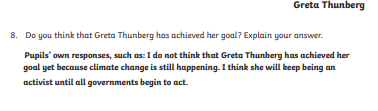 Greta Thunberg
8. Do you think that Greta Thunberg has achieved her goal? Explain your answer.
Pupils' own responses, such as: I do not think that Greta Thunberg has achieved her
goal yet because climate change is still happening. I think she will keep being an
activist until all governments begin to act.